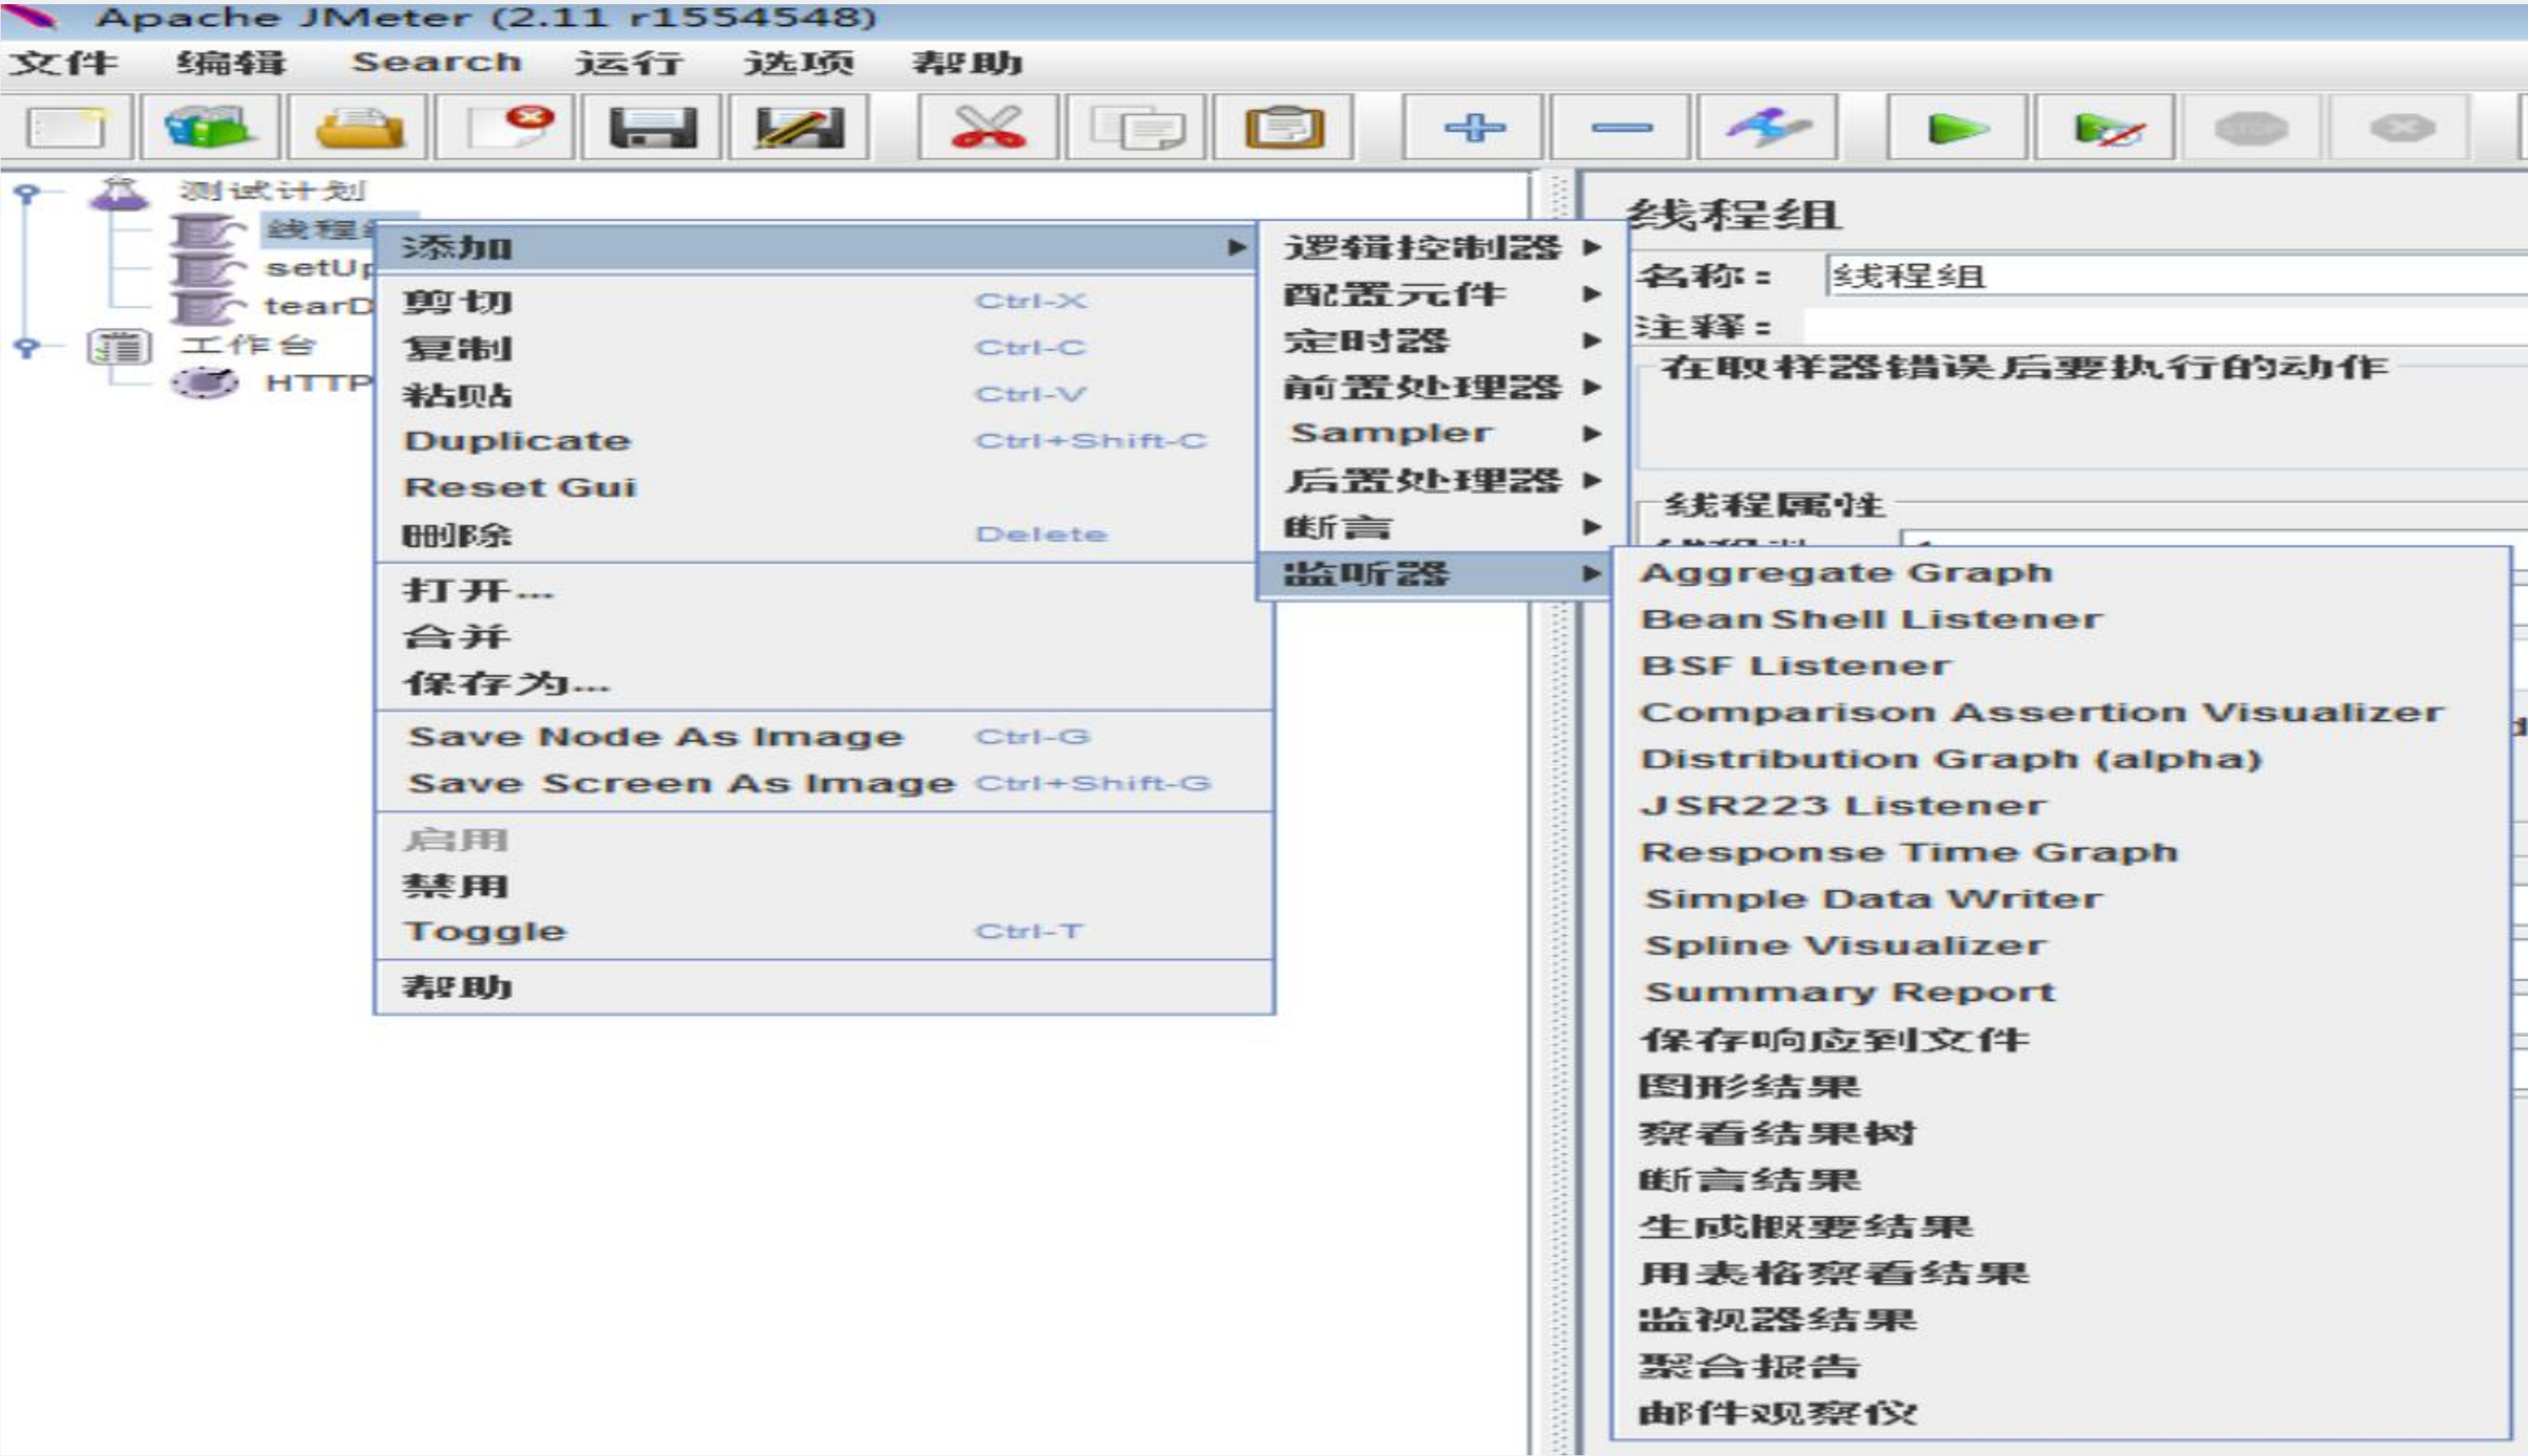 Apache JMeter (2.11 r1554548)
文件 编辑 Search 运行 选项 帮助
测试计划
线程
setUp
tearD
工作台
HTTP
添加
剪切 Ctrl-X
复制 Ctrl-C
粘贴 Ctrl-V
Duplicate Ctrl+Shift-C
Reset Gui
删除 Delete
打开...
合并
保存为...
Save Node As Image Ctrl-G
Save Screen As Image Ctrl+Shift-G
启用
禁用
Toggle Ctrl-T
帮助
逻辑控制器
配置元件
定时器
前置处理器
Sampler
后置处理器
断言
监听器
线程组
名称： 线程组
注释：
在取样器错误后要执行的动作
线程属性
Aggregate Graph
BeanShell Listener
BSF Listener
Comparison Assertion Visualizer
Distribution Graph (alpha)
JSR223 Listener
Response Time Graph
Simple Data Writer
Spline Visualizer
Summary Report
保存响应到文件
图形结果
察看结果树
断言结果
生成概要结果
用表格察看结果
监视器结果
聚合报告
邮件观察仪